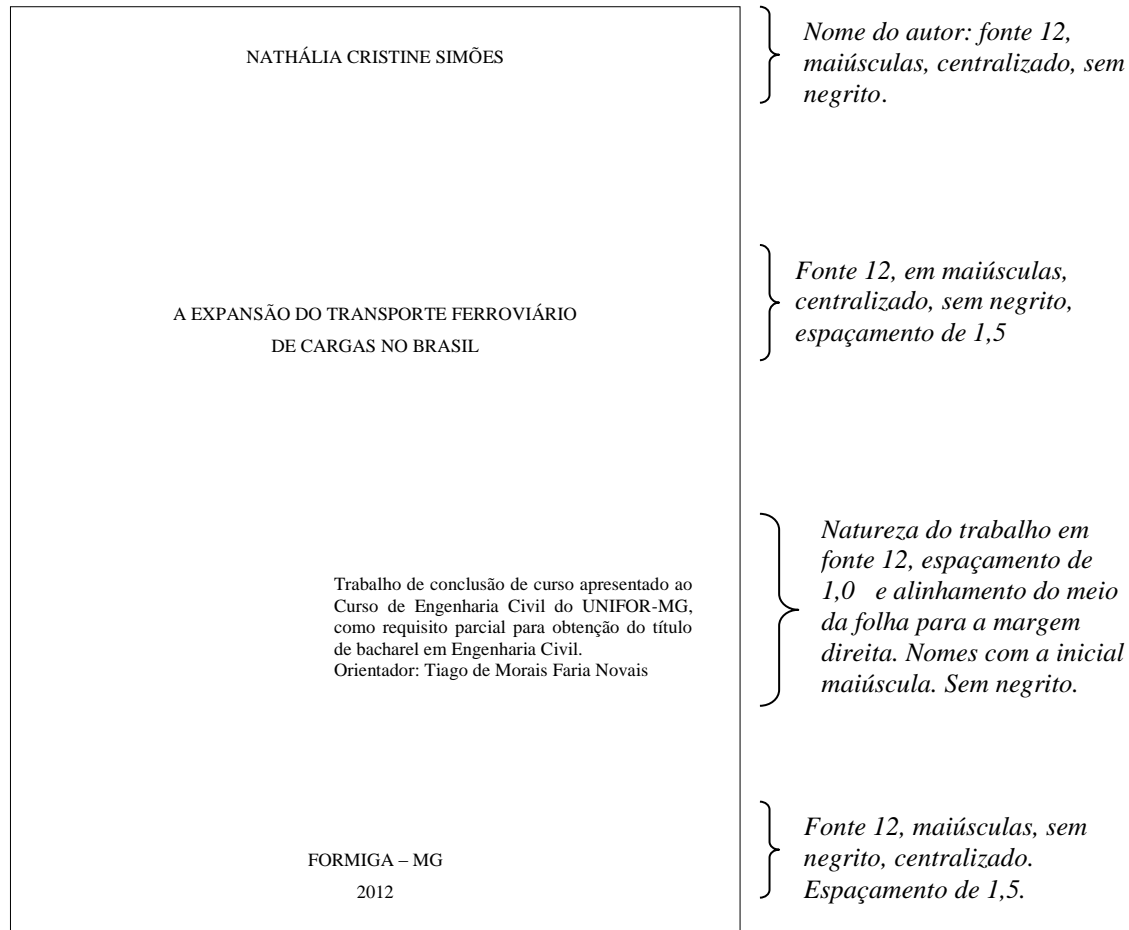 NATHÁLIA CRISTINE SIMÕES
Nome do autor: fonte 12,
maiúsculas, centralizado, sem
negrito.
A EXPANSÃO DO TRANSPORTE FERROVIÁRIO
DE CARGAS NO BRASIL
Fonte 12, em maiúsculas,
centralizado, sem negrito,
espaçamento de 1,5
Trabalho de conclusão de curso apresentado ao
Curso de Engenharia Civil do UNIFOR-MG,
como requisito parcial para obtenção do título
de bacharel em Engenharia Civil.
Orientador: Tiago de Morais Faria Novais
Natureza do trabalho em
fonte 12, espaçamento de
1,0 e alinhamento do meio
da folha para a margem
direita. Nomes com a inicial
maiúscula. Sem negrito.
FORMIGA – MG
2012
Fonte 12, maiúsculas, sem
negrito, centralizado.
Espaçamento de 1,5.